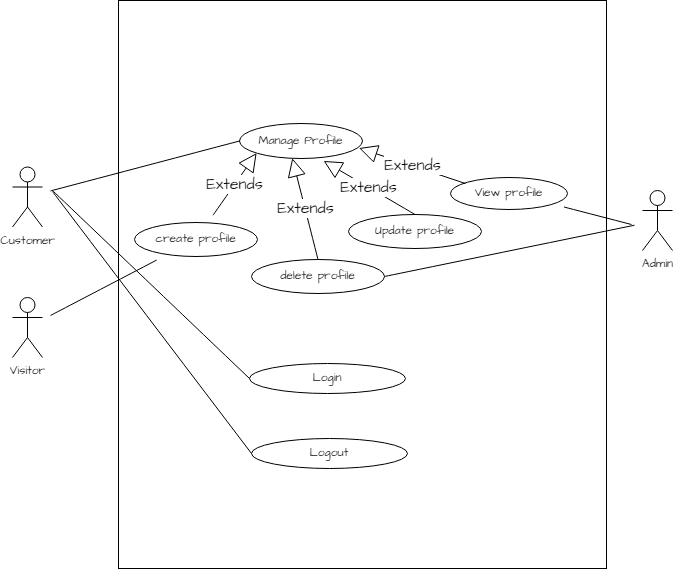 Manage Profile
Extends
Extends
Extends
Extends
View profile
create profile
Update profile
delete profile
Customer
Admin
Visitor
Login
Logout